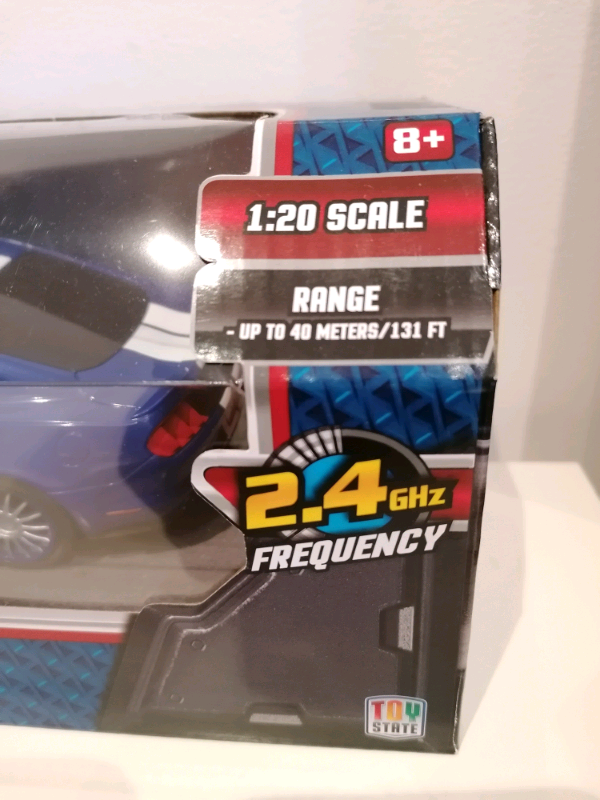 8+
1:20 SCALE
RANGE
- UP TO 40 METERS/131 FT
2.4GHz
FREQUENCY
TOY
STATE